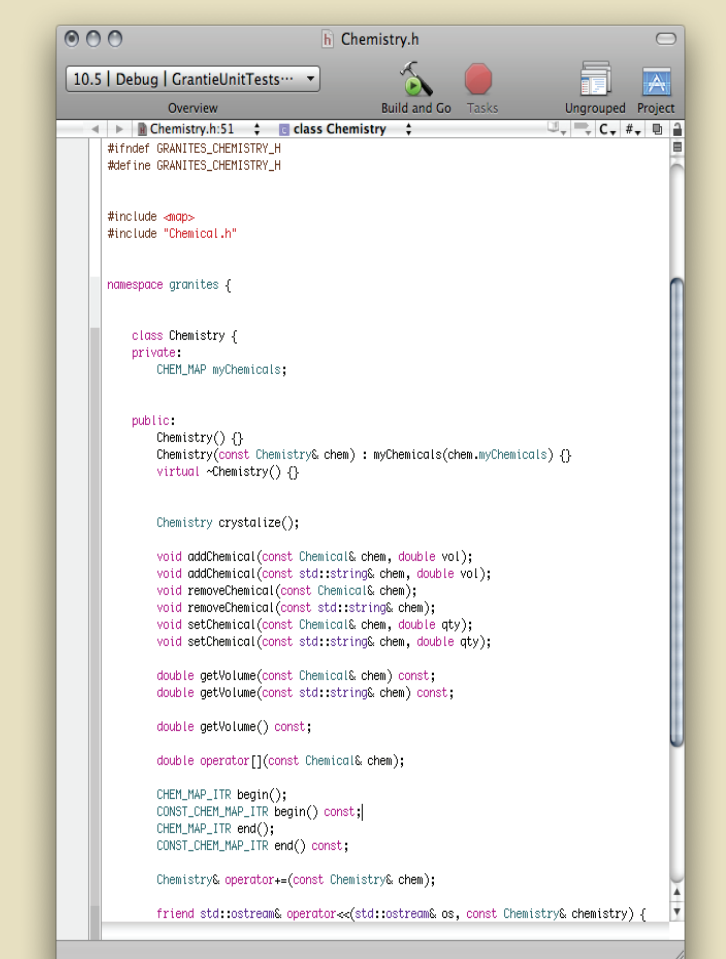 Chemistry.h
10.5 | Debug | GrantieUnitTests...
Overview
Build and Go
Tasks
Ungrouped
Project
Chemistry.h:51
class Chemistry
C
#
#ifndef GRANITES_CHEMISTRY_H
#define GRANITES_CHEMISTRY_H
#include <map>
#include "Chemical.h"
namespace granites {
class Chemistry {
private:
CHEM_MAP myChemicals;
public:
Chemistry() {}
Chemistry(const Chemistry& chem) : myChemicals(chem.myChemicals) {}
virtual ~Chemistry() {}
Chemistry crystalize();
void addChemical(const Chemical& chem, double vol);
void addChemical(const std::string& chem, double vol);
void removeChemical(const Chemical& chem);
void removeChemical(const std::string& chem);
void setChemical(const Chemical& chem, double qty);
void setChemical(const std::string& chem, double qty);
double getVolume(const Chemical& chem) const;
double getVolume(const std::string& chem) const;
double getVolume() const;
double operator[](const Chemical& chem);
CHEM_MAP_ITR begin();
CONST_CHEM_MAP_ITR begin() const;
CHEM_MAP_ITR end();
CONST_CHEM_MAP_ITR end() const;
Chemistry& operator+=(const Chemistry& chem);
friend std::ostream& operator<<(std::ostream& os, const Chemistry& chemistry) {